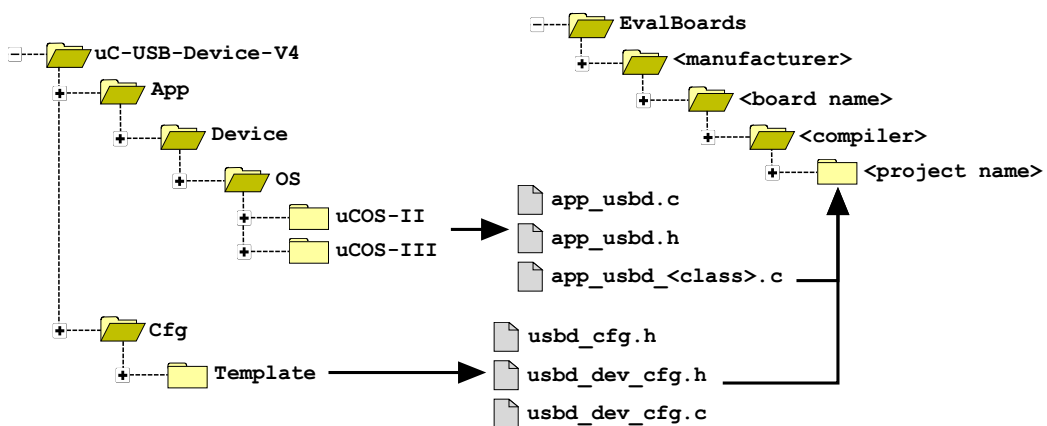 uC-USB-Device-V4
App
Device
OS
uCOS-II
uCOS-III
Cfg
Template
app_usbd.c
app_usbd.h
app_usbd_<class>.c
usbd_cfg.h
usbd_dev_cfg.h
usbd_dev_cfg.c
EvalBoards
<manufacturer>
<board name>
<compiler>
<project name>